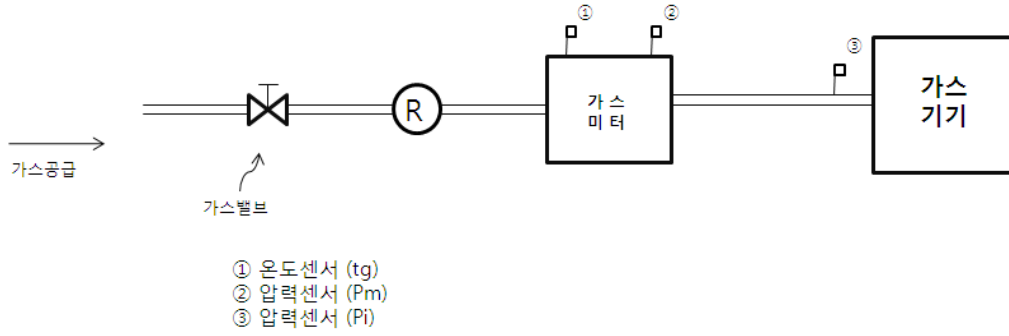 ①
②
③
가스
기기
가 스
미 터
R
가스공급
가스밸브
① 온도센서 (tg)
② 압력센서 (Pm)
③ 압력센서 (Pi)